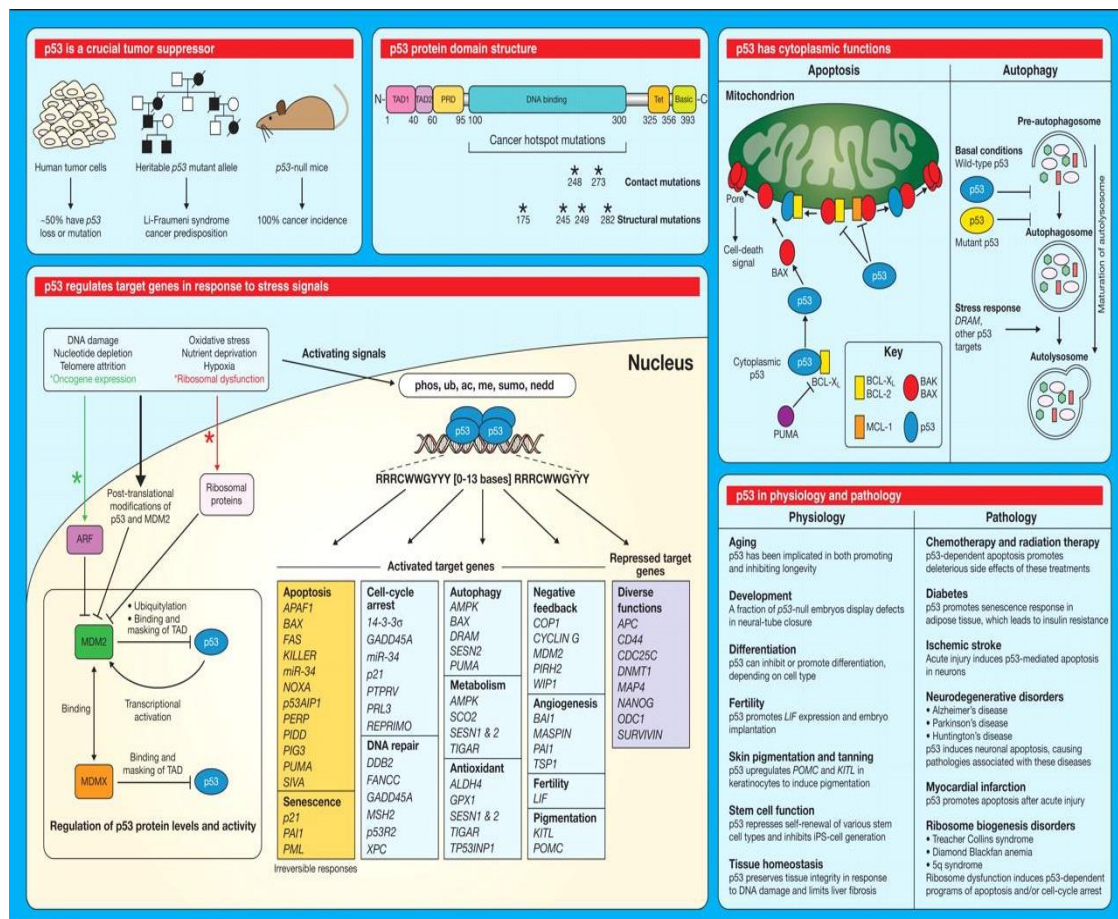 p53 is a crucial tumor suppressor
Human tumor cells
Heritable p53 mutant allele
p53-null mice
~50% have p53
loss or mutation
Li-Fraumeni syndrome
cancer predisposition
100% cancer incidence
p53 protein domain structure
N- TAD1 TAD2 PRD DNA binding Tet Basic -C
1 40 60 95 100 300 325 356 393
Cancer hotspot mutations
* *
248 273 Contact mutations
* * * *
175 245 249 282 Structural mutations
p53 has cytoplasmic functions
Apoptosis
Mitochondrion
Pore
Cell-death
signal
BAX
p53
p53
Cytoplasmic
p53
p53
BCL-XL
PUMA
Key
BCL-XL
BCL-2
BAK
BAX
MCL-1
p53
Autophagy
Pre-autophagosome
Basal conditions
Wild-type p53
p53
p53
Mutant p53
Autophagosome
Stress response
DRAM,
other p53
targets
Autolysosome
Maturation of autolysosome
p53 regulates target genes in response to stress signals
DNA damage
Nucleotide depletion
Telomere attrition
*Oncogene expression
Oxidative stress
Nutrient deprivation
Hypoxia
*Ribosomal dysfunction
Activating signals
Nucleus
phos, ub, ac, me, sumo, nedd
p53 p53
RRRCWWGYYY [0-13 bases] RRRCWWGYYY
*
*
Post-translational
modifications of
p53 and MDM2
Ribosomal
proteins
ARF
• Ubiquitylation
• Binding and
masking of TAD
MDM2
p53
Transcriptional
activation
Binding
Binding and
masking of TAD
MDMX
p53
Regulation of p53 protein levels and activity
Activated target genes
Repressed target
genes
Apoptosis
APAF1
BAX
FAS
KILLER
miR-34
NOXA
p53AIP1
PERP
PIDD
PIG3
PUMA
SIVA
Senescence
p21
PAI1
PML
Irreversible responses
Cell-cycle
arrest
14-3-3σ
GADD45A
miR-34
p21
PTPRV
PRL3
REPRIMO
DNA repair
DDB2
FANCC
GADD45A
MSH2
p53R2
XPC
Autophagy
AMPK
BAX
DRAM
SESN2
PUMA
Metabolism
AMPK
SCO2
SESN1 & 2
TIGAR
Antioxidant
ALDH4
GPX1
SESN1 & 2
TIGAR
TP53INP1
Negative
feedback
COP1
CYCLIN G
MDM2
PIRH2
WIP1
Angiogenesis
BAI1
MASPIN
PAI1
TSP1
Fertility
LIF
Pigmentation
KITL
POMC
Diverse
functions
APC
CD44
CDC25C
DNMT1
MAP4
NANOG
ODC1
SURVIVIN
p53 in physiology and pathology
Physiology
Aging
p53 has been implicated in both promoting
and inhibiting longevity
Development
A fraction of p53-null embryos display defects
in neural-tube closure
Differentiation
p53 can inhibit or promote differentiation,
depending on cell type
Fertility
p53 promotes LIF expression and embryo
implantation
Skin pigmentation and tanning
p53 upregulates POMC and KITL in
keratinocytes to induce pigmentation
Stem cell function
p53 represses self-renewal of various stem
cell types and inhibits iPS-cell generation
Tissue homeostasis
p53 preserves tissue integrity in response
to DNA damage and limits liver fibrosis
Pathology
Chemotherapy and radiation therapy
p53-dependent apoptosis promotes
deleterious side effects of these treatments
Diabetes
p53 promotes senescence response in
adipose tissue, which leads to insulin resistance
Ischemic stroke
Acute injury induces p53-mediated apoptosis
in neurons
Neurodegenerative disorders
• Alzheimer's disease
• Parkinson's disease
• Huntington's disease
p53 induces neuronal apoptosis, causing
pathologies associated with these diseases
Myocardial infarction
p53 promotes apoptosis after acute injury
Ribosome biogenesis disorders
• Treacher Collins syndrome
• Diamond Blackfan anemia
• 5q syndrome
Ribosome dysfunction induces p53-dependent
programs of apoptosis and/or cell-cycle arrest